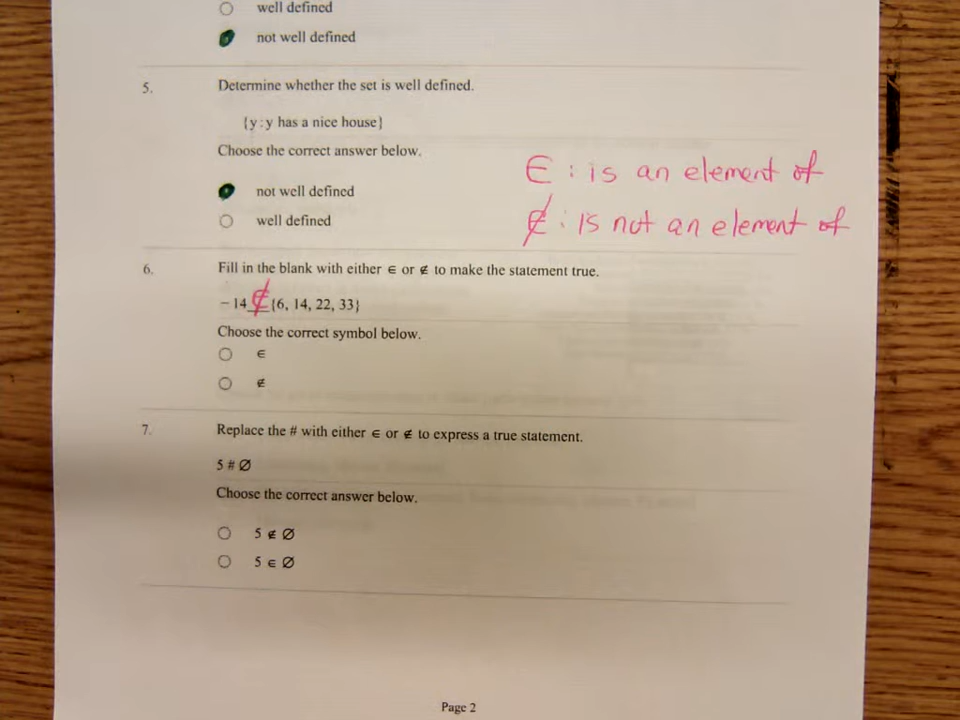 well defined
not well defined
5. Determine whether the set is well defined.
{y : y has a nice house}
Choose the correct answer below.
∈ : is an element of
not well defined
∉ : is not an element of
well defined
6. Fill in the blank with either ∈ or ∉ to make the statement true.
− 14 ∉ {6, 14, 22, 33}
Choose the correct symbol below.
∈
∉
7. Replace the # with either ∈ or ∉ to express a true statement.
5 # ∅
Choose the correct answer below.
5 ∉ ∅
5 ∈ ∅
Page 2